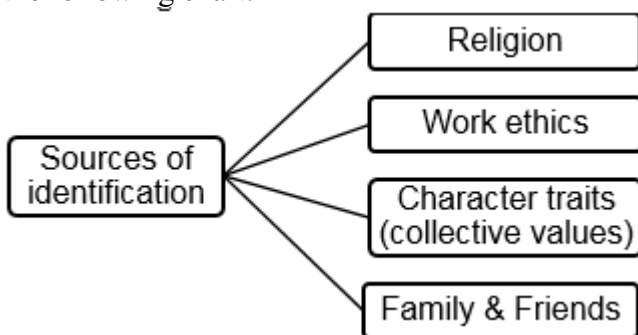 Religion
Work ethics
Sources of
identification
Character traits
(collective values)
Family & Friends